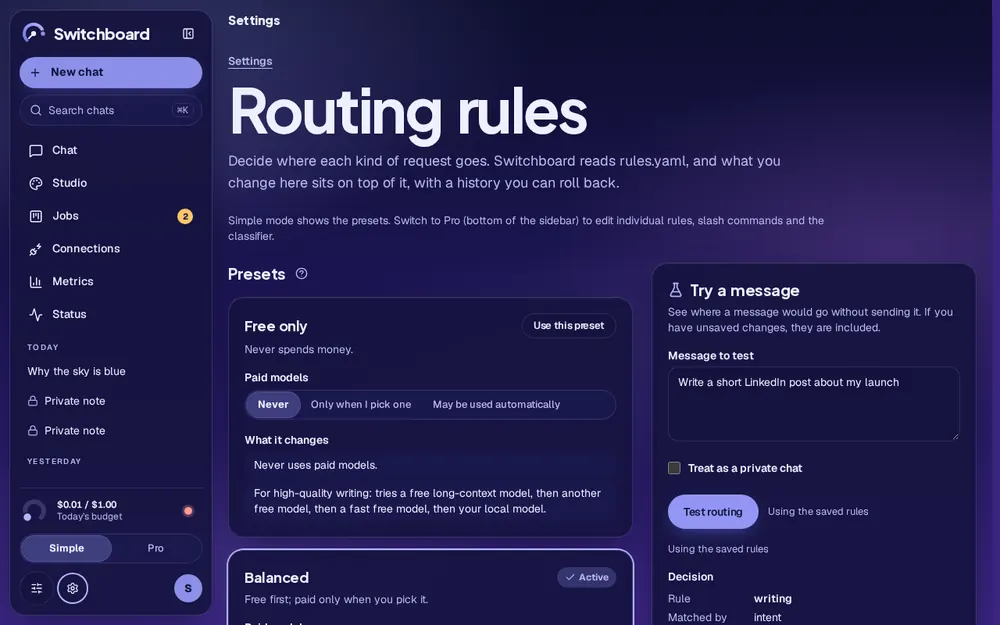 Switchboard
New chat
Search chats
⌘K
Chat
Studio
Jobs
2
Connections
Metrics
Status
TODAY
Why the sky is blue
Private note
Private note
YESTERDAY
$0.01 / $1.00
Today's budget
Simple
Pro
S
Settings
Settings
Routing rules
Decide where each kind of request goes. Switchboard reads rules.yaml, and what you
change here sits on top of it, with a history you can roll back.
Simple mode shows the presets. Switch to Pro (bottom of the sidebar) to edit individual rules, slash commands and the
classifier.
Presets
Free only
Use this preset
Never spends money.
Paid models
Never
Only when I pick one
May be used automatically
What it changes
Never uses paid models.
For high-quality writing: tries a free long-context model, then another
free model, then a fast free model, then your local model.
Balanced
Active
Free first; paid only when you pick it.
Try a message
See where a message would go without sending it. If you
have unsaved changes, they are included.
Message to test
Write a short LinkedIn post about my launch
Treat as a private chat
Test routing
Using the saved rules
Using the saved rules
Decision
Rule
writing
Matched by
intent